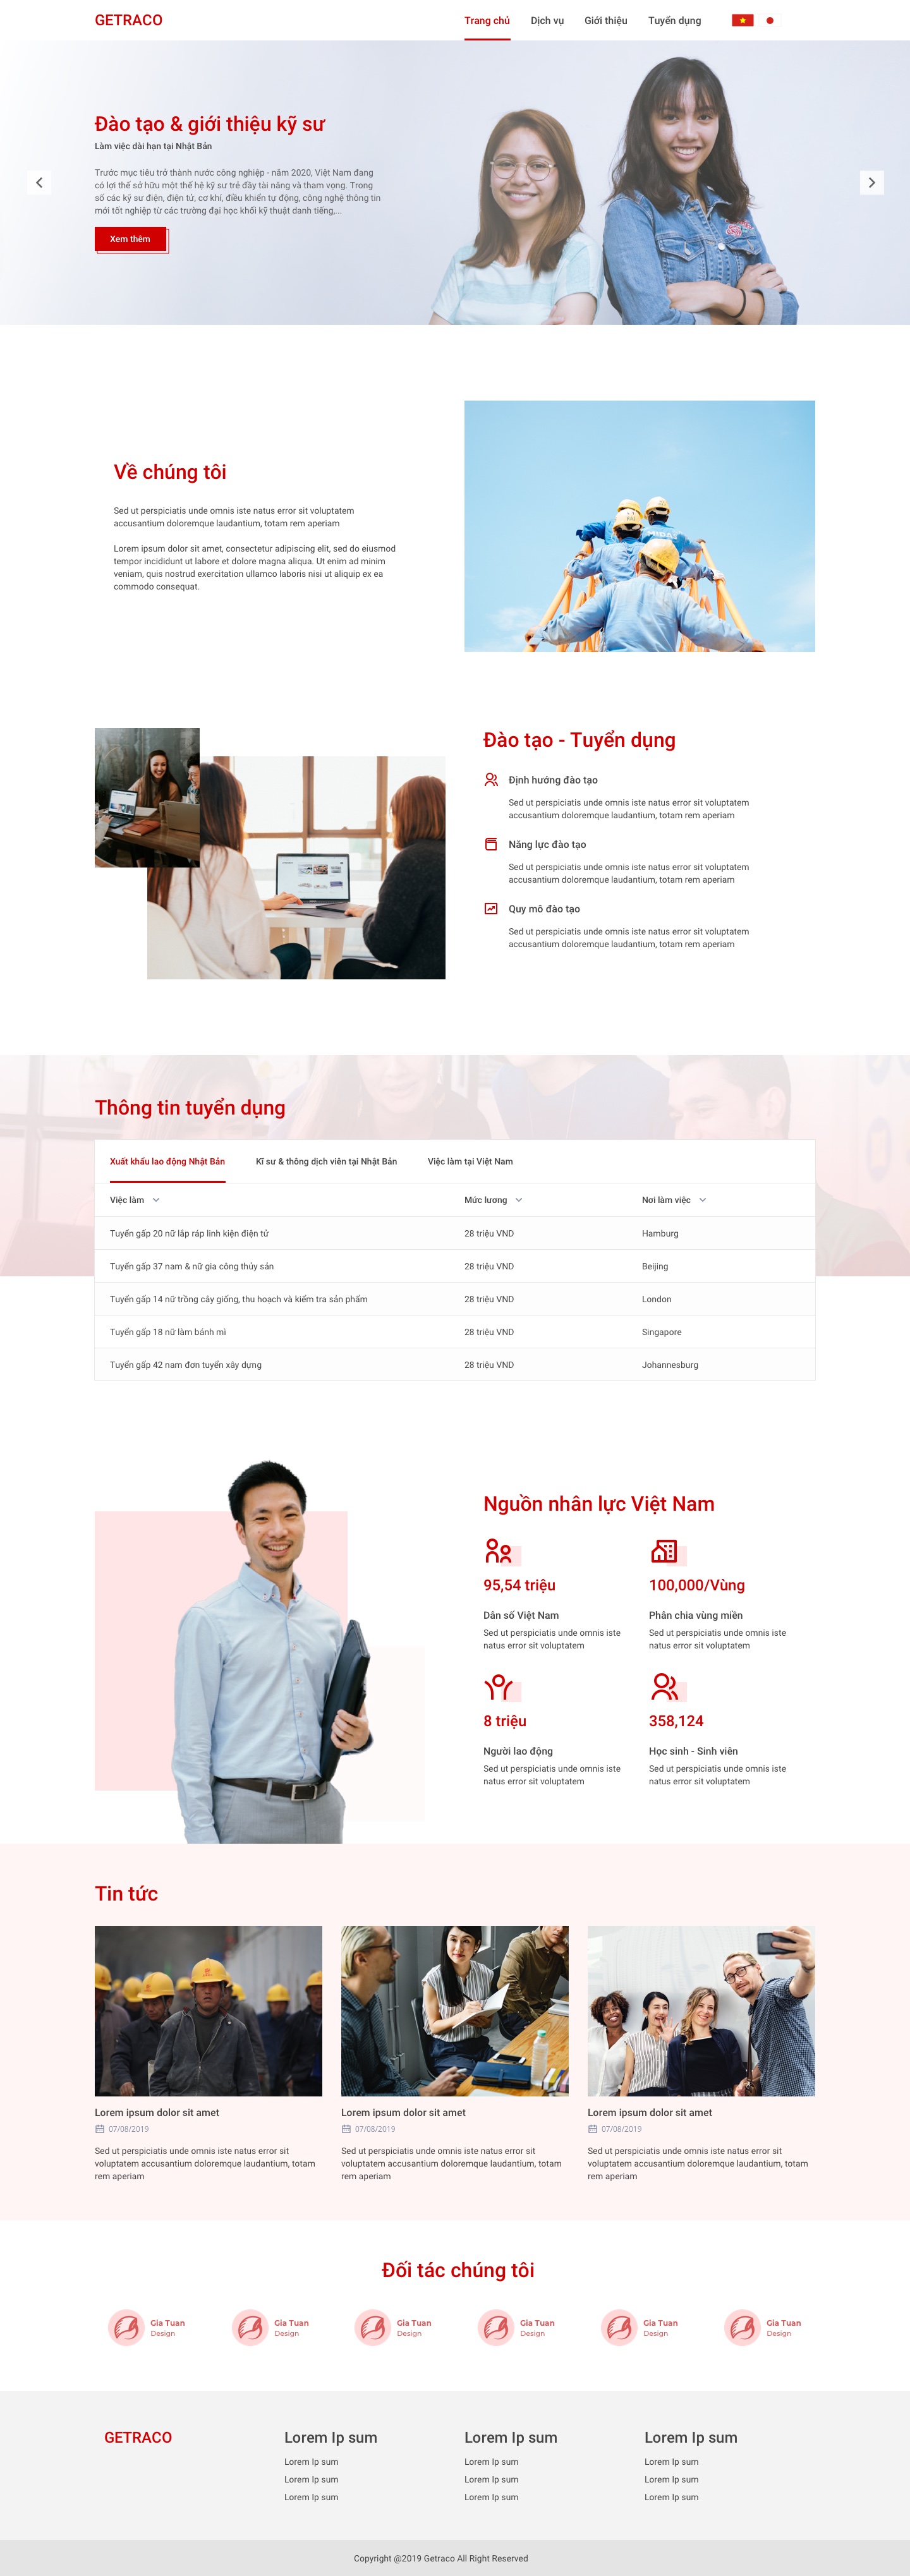 GETRACO
Trang chủ
Dịch vụ
Giới thiệu
Tuyển dụng
Đào tạo & giới thiệu kỹ sư
Làm việc dài hạn tại Nhật Bản
Trước mục tiêu trở thành nước công nghiệp - năm 2020, Việt Nam đang
có lợi thế sở hữu một thế hệ kỹ sư trẻ đầy tài năng và tham vọng. Trong
số các kỹ sư điện, điện tử, cơ khí, điều khiển tự động, công nghệ thông tin
mới tốt nghiệp từ các trường đại học khối kỹ thuật danh tiếng,...
Xem thêm
Về chúng tôi
Sed ut perspiciatis unde omnis iste natus error sit voluptatem
accusantium doloremque laudantium, totam rem aperiam
Lorem ipsum dolor sit amet, consectetur adipiscing elit, sed do eiusmod
tempor incididunt ut labore et dolore magna aliqua. Ut enim ad minim
veniam, quis nostrud exercitation ullamco laboris nisi ut aliquip ex ea
commodo consequat.
Đào tạo - Tuyển dụng
Định hướng đào tạo
Sed ut perspiciatis unde omnis iste natus error sit voluptatem
accusantium doloremque laudantium, totam rem aperiam
Năng lực đào tạo
Sed ut perspiciatis unde omnis iste natus error sit voluptatem
accusantium doloremque laudantium, totam rem aperiam
Quy mô đào tạo
Sed ut perspiciatis unde omnis iste natus error sit voluptatem
accusantium doloremque laudantium, totam rem aperiam
Thông tin tuyển dụng
Xuất khẩu lao động Nhật Bản
Kĩ sư & thông dịch viên tại Nhật Bản
Việc làm tại Việt Nam
Việc làm
Mức lương
Nơi làm việc
Tuyển gấp 20 nữ lắp ráp linh kiện điện tử
28 triệu VND
Hamburg
Tuyển gấp 37 nam & nữ gia công thủy sản
28 triệu VND
Beijing
Tuyển gấp 14 nữ trồng cây giống, thu hoạch và kiểm tra sản phẩm
28 triệu VND
London
Tuyển gấp 18 nữ làm bánh mì
28 triệu VND
Singapore
Tuyển gấp 42 nam đơn tuyển xây dựng
28 triệu VND
Johannesburg
Nguồn nhân lực Việt Nam
95,54 triệu
Dân số Việt Nam
Sed ut perspiciatis unde omnis iste
natus error sit voluptatem
100,000/Vùng
Phân chia vùng miền
Sed ut perspiciatis unde omnis iste
natus error sit voluptatem
8 triệu
Người lao động
Sed ut perspiciatis unde omnis iste
natus error sit voluptatem
358,124
Học sinh - Sinh viên
Sed ut perspiciatis unde omnis iste
natus error sit voluptatem
Tin tức
Lorem ipsum dolor sit amet
07/08/2019
Sed ut perspiciatis unde omnis iste natus error sit
voluptatem accusantium doloremque laudantium, totam
rem aperiam
Lorem ipsum dolor sit amet
07/08/2019
Sed ut perspiciatis unde omnis iste natus error sit
voluptatem accusantium doloremque laudantium, totam
rem aperiam
Lorem ipsum dolor sit amet
07/08/2019
Sed ut perspiciatis unde omnis iste natus error sit
voluptatem accusantium doloremque laudantium, totam
rem aperiam
Đối tác chúng tôi
Gia Tuan
Design
Gia Tuan
Design
Gia Tuan
Design
Gia Tuan
Design
Gia Tuan
Design
Gia Tuan
Design
GETRACO
Lorem Ip sum
Lorem Ip sum
Lorem Ip sum
Lorem Ip sum
Lorem Ip sum
Lorem Ip sum
Lorem Ip sum
Lorem Ip sum
Lorem Ip sum
Lorem Ip sum
Lorem Ip sum
Lorem Ip sum
Copyright @2019 Getraco All Right Reserved